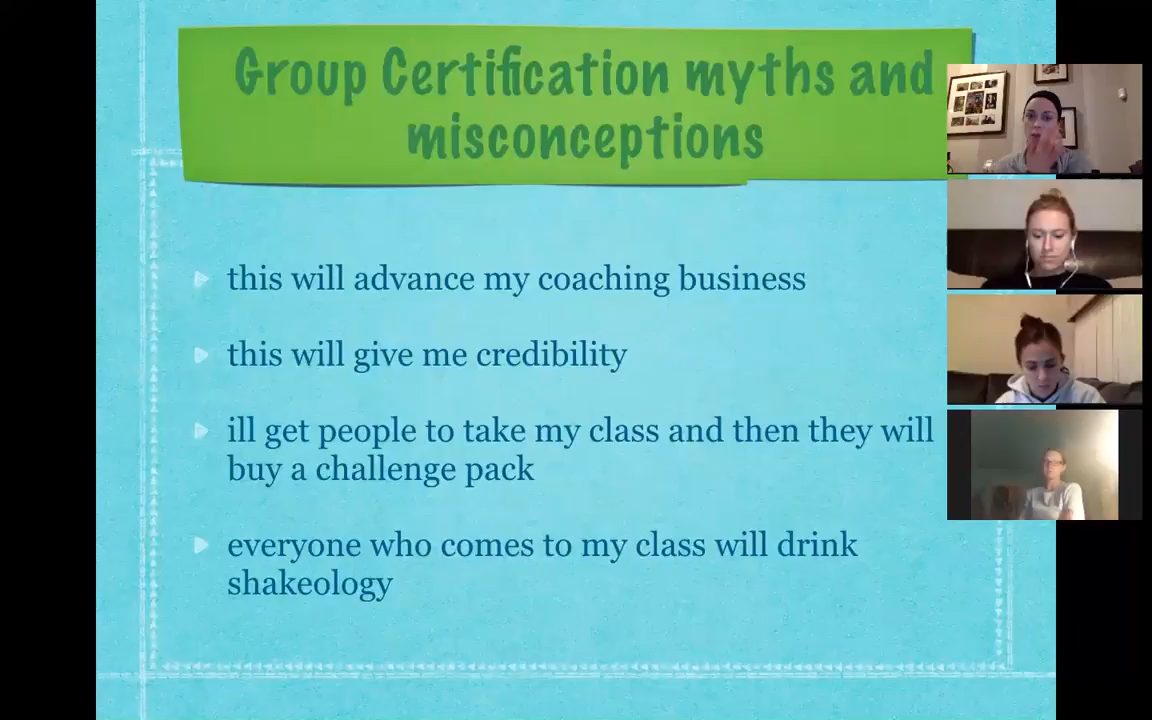 Group Certification myths and
misconceptions
this will advance my coaching business
this will give me credibility
ill get people to take my class and then they will
buy a challenge pack
everyone who comes to my class will drink
shakeology